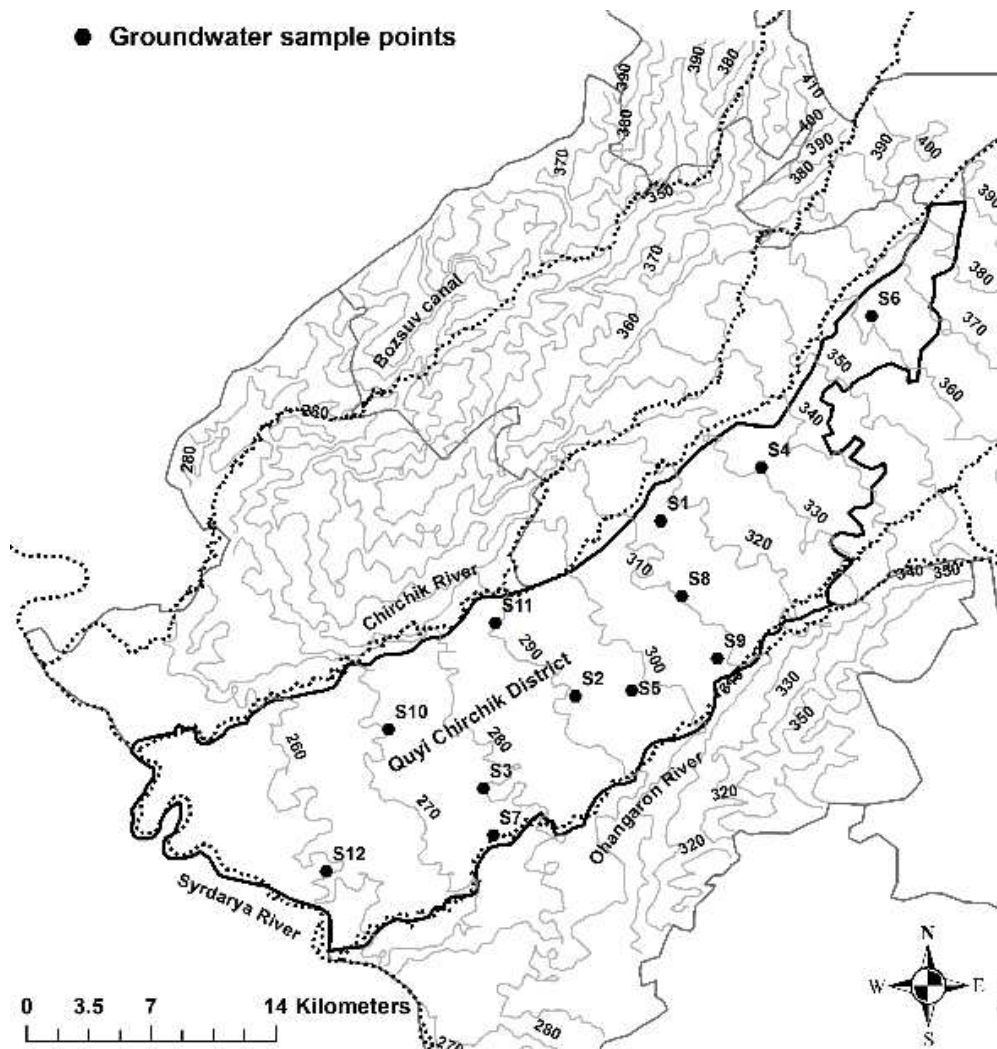 Groundwater sample points
390
380
390
380
410
400
390
380
370
350
390
400
390
380
370
370
360
Bozsuv canal
S6
350
360
340
280
280
S4
330
S1
320
310
S8
340
350
Chirchik River
S11
290
S9
300
S2
S5
330
350
Quyi Chirchik District
S10
260
280
S3
270
Ohangaron River
320
S7
320
S12
Syrdarya River
N
W
E
S
0 3.5 7 14 Kilometers
270
280